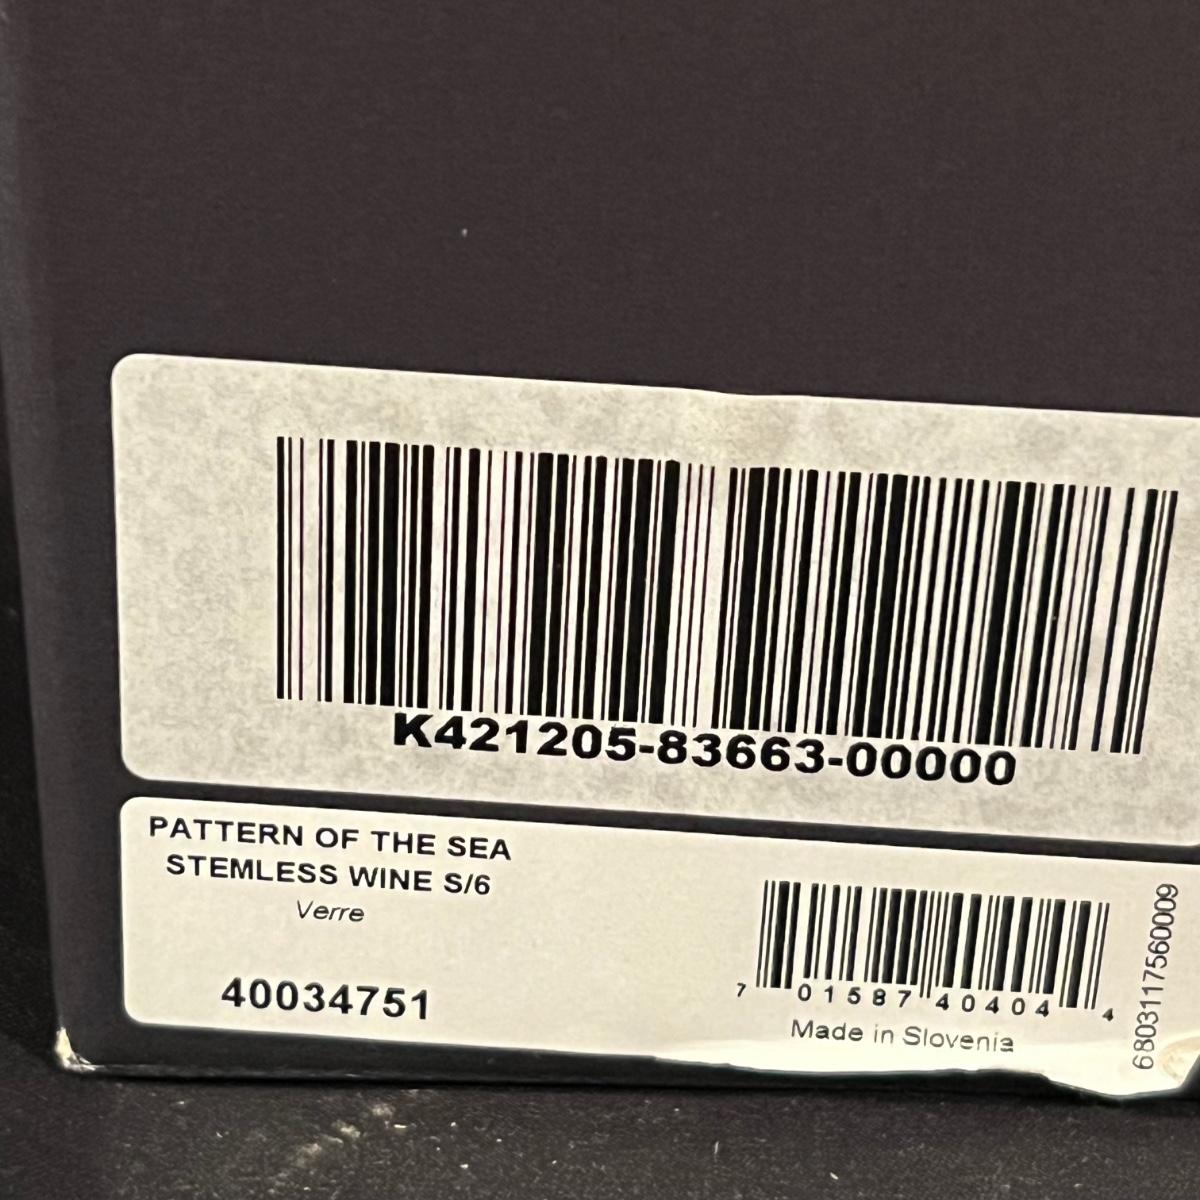 K421205-83663-00000
PATTERN OF THE SEA
STEMLESS WINE S/6
Verre
40034751
7 01587 40404 4
Made in Slovenia
6803117560009